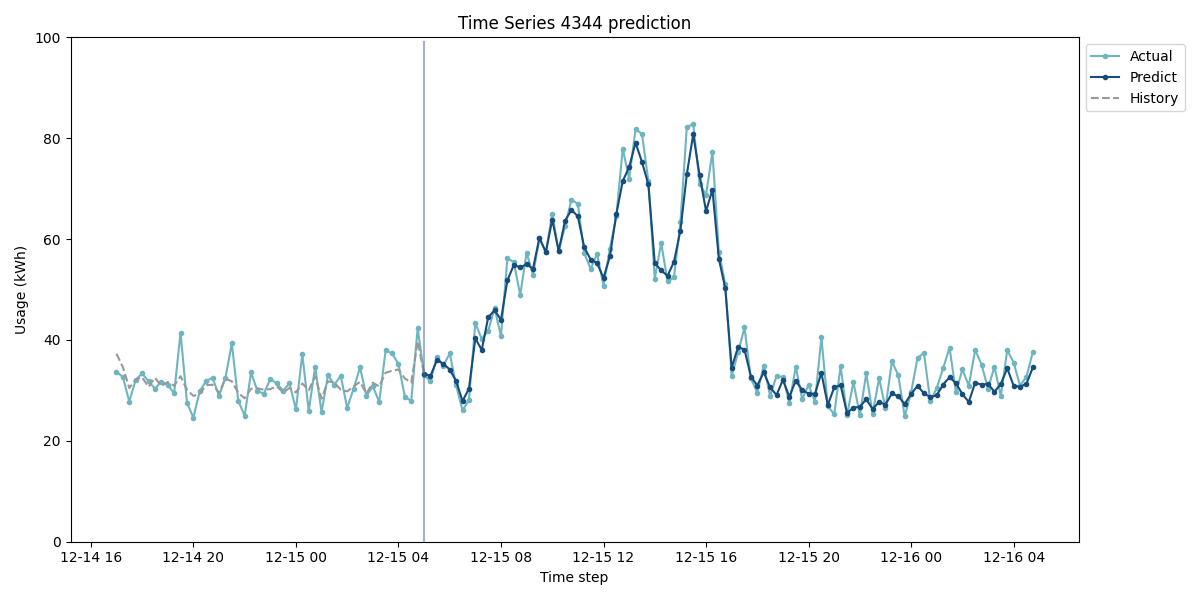 Time Series 4344 prediction
100
80
60
40
20
0
Usage (kWh)
12-14 16
12-14 20
12-15 00
12-15 04
12-15 08
12-15 12
12-15 16
12-15 20
12-16 00
12-16 04
Time step
Actual
Predict
History